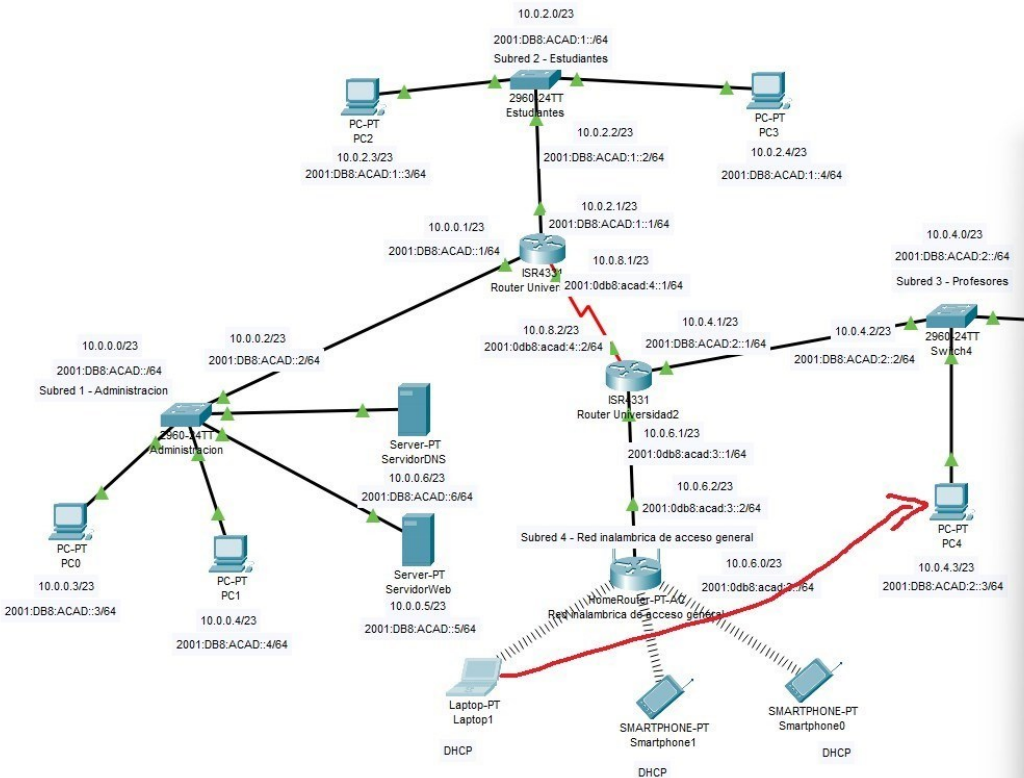 10.0.2.0/23
2001:DB8:ACAD:1::/64
Subred 2 - Estudiantes
2960-24TT
Estudiantes
PC-PT
PC2
10.0.2.3/23
2001:DB8:ACAD:1::3/64
PC-PT
PC3
10.0.2.4/23
2001:DB8:ACAD:1::4/64
10.0.2.2/23
2001:DB8:ACAD:1::2/64
10.0.2.1/23
2001:DB8:ACAD:1::1/64
10.0.0.1/23
2001:DB8:ACAD::1/64
ISR4331
Router Univer
10.0.8.1/23
2001:0db8:acad:4::1/64
10.0.4.0/23
2001:DB8:ACAD:2::/64
Subred 3 - Profesores
10.0.8.2/23
2001:0db8:acad:4::2/64
10.0.4.1/23
2001:DB8:ACAD:2::1/64
10.0.4.2/23
2001:DB8:ACAD:2::2/64
2960-24TT
Switch4
10.0.0.2/23
2001:DB8:ACAD::2/64
10.0.0.0/23
2001:DB8:ACAD::/64
Subred 1 - Administracion
2960-24TT
Administracion
ISR4331
Router Universidad2
Server-PT
ServidorDNS
10.0.0.6/23
2001:DB8:ACAD::6/64
10.0.6.1/23
2001:0db8:acad:3::1/64
10.0.6.2/23
2001:0db8:acad:3::2/64
Subred 4 - Red inalambrica de acceso general
PC-PT
PC0
10.0.0.3/23
2001:DB8:ACAD::3/64
PC-PT
PC1
10.0.0.4/23
2001:DB8:ACAD::4/64
Server-PT
ServidorWeb
10.0.0.5/23
2001:DB8:ACAD::5/64
10.0.6.0/23
2001:0db8:acad:3::/64
HomeRouter-PT-AC
Red inalambrica de acceso general
PC-PT
PC4
10.0.4.3/23
2001:DB8:ACAD:2::3/64
Laptop-PT
Laptop1
DHCP
SMARTPHONE-PT
Smartphone1
DHCP
SMARTPHONE-PT
Smartphone0
DHCP